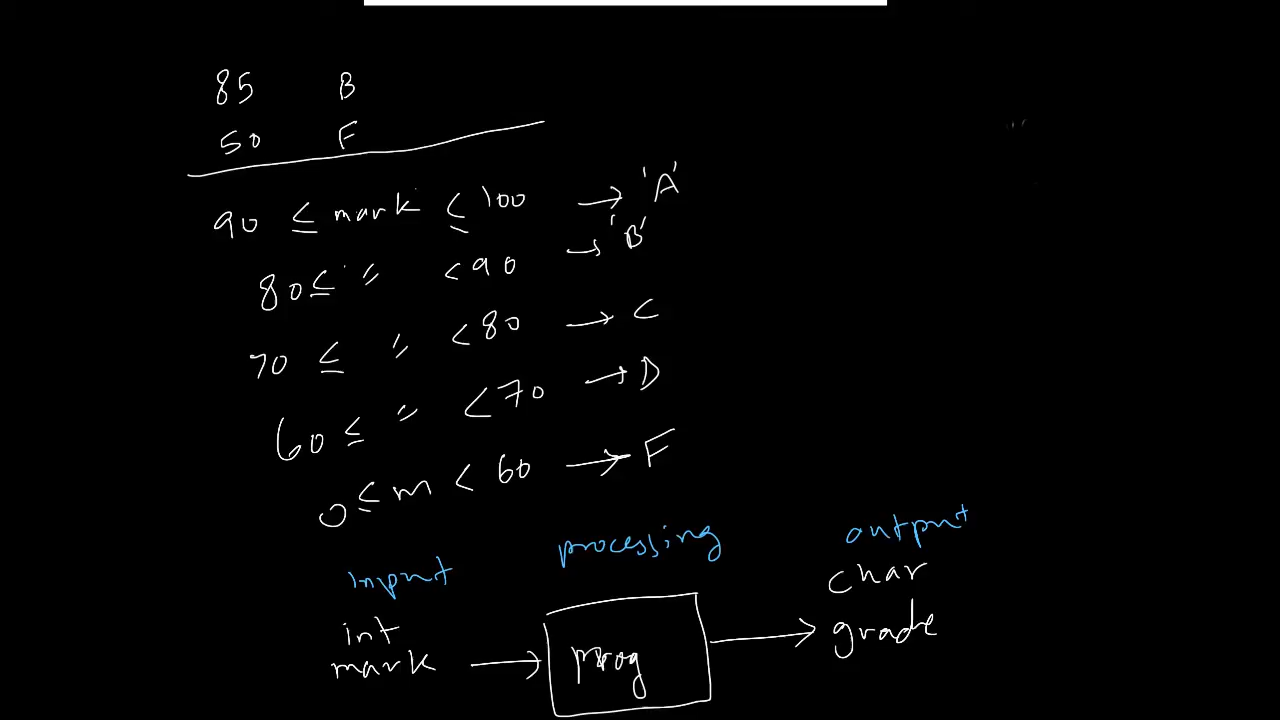 85 B
50 F
90 ≤ mark ≤ 100 → 'A'
80 ≤ " < 90 → 'B'
70 ≤ " < 80 → C
60 ≤ " < 70 → D
0 ≤ m < 60 → F
input processing output
int mark → prog → char grade